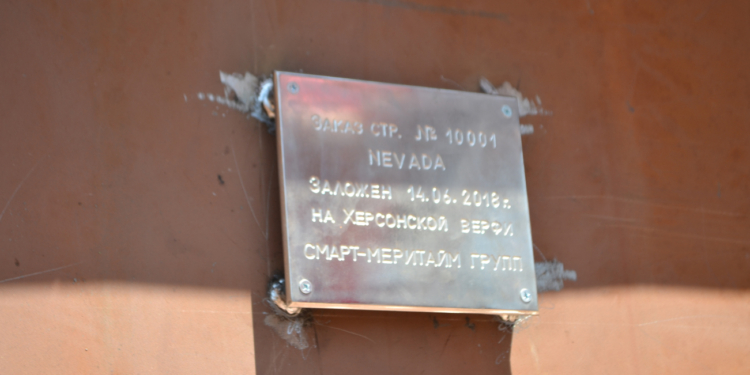 ЗАКАЗ СТР. № 10001
NEVADA
ЗАЛОЖЕН 14.06.2018г.
НА ХЕРСОНСКОЙ ВЕРФИ
СМАРТ-МЕРИТАЙМ ГРУПП